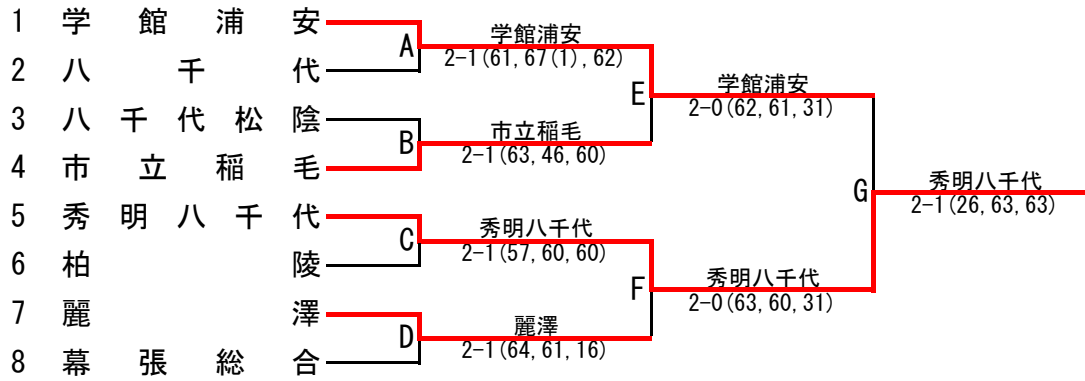 1 学館浦安
2 八千代
3 八千代松陰
4 市立稲毛
5 秀明八千代
6 柏陵
7 麗澤
8 幕張総合
A
学館浦安
2-1(61,67(1),62)
B
市立稲毛
2-1(63,46,60)
C
秀明八千代
2-1(57,60,60)
D
麗澤
2-1(64,61,16)
E
学館浦安
2-0(62,61,31)
F
秀明八千代
2-0(63,60,31)
G
秀明八千代
2-1(26,63,63)